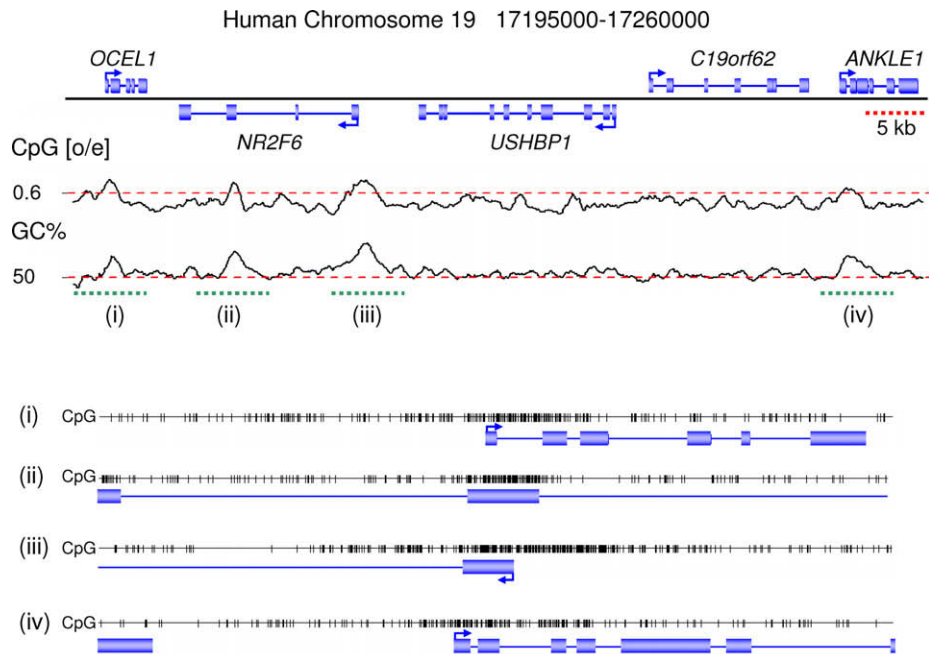 Human Chromosome 19 17195000-17260000
OCEL1 C19orf62 ANKLE1
NR2F6 USHBP1 5 kb
CpG [o/e]
0.6
GC%
50
(i) (ii) (iii) (iv)
(i) CpG
(ii) CpG
(iii) CpG
(iv) CpG